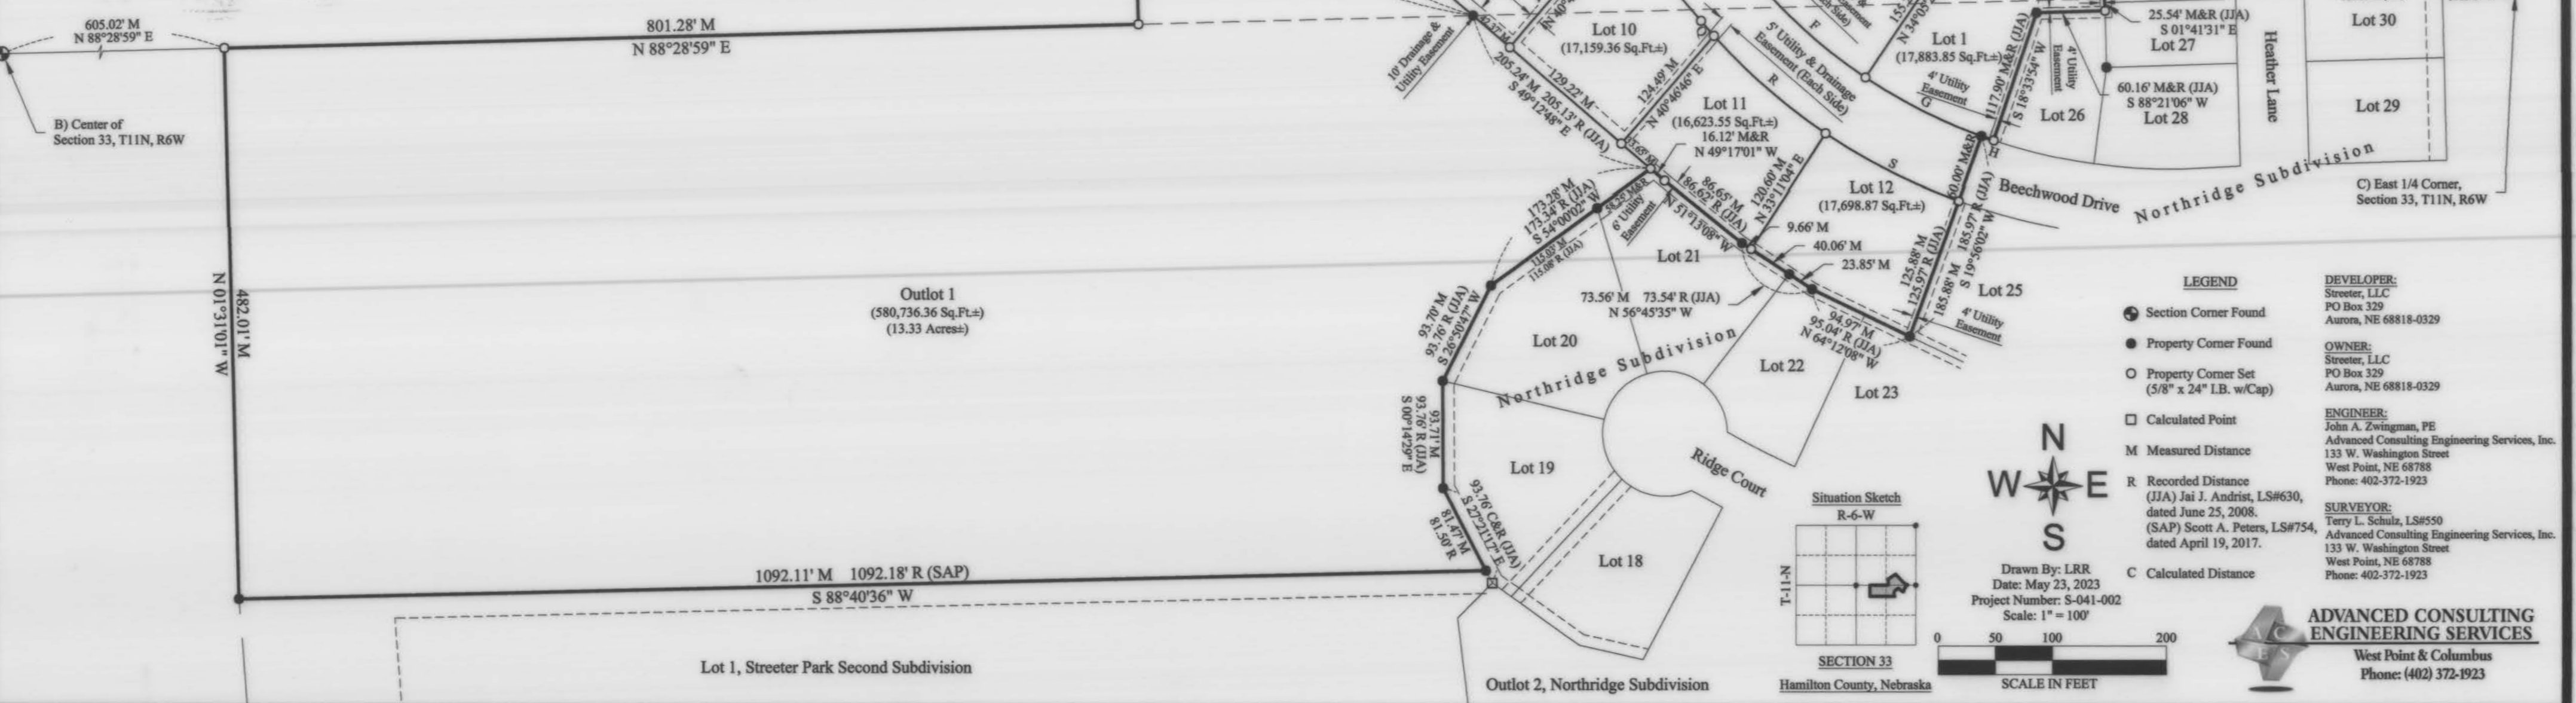 605.02' M
N 88°28'59" E
801.28' M
N 88°28'59" E
B) Center of
Section 33, T11N, R6W
482.01' M
N 01°31'01" W
Outlot 1
(580,736.36 Sq.Ft.±)
(13.33 Acres±)
1092.11' M 1092.18' R (SAP)
S 88°40'36" W
Lot 1, Streeter Park Second Subdivision
10' Drainage &
Utility Easement
42.37' M
Lot 10
(17,159.36 Sq.Ft.±)
129.22' M
205.24' M 205.13' R (JJA)
S 49°12'48" E
124.49' M
N 40°46'46" E
5' Utility & Drainage
Easement (Each Side)
F
R
G
S
H
Lot 1
(17,883.85 Sq.Ft.±)
4' Utility
Easement
117.90' M&R (JJA)
S 18°33'54" W
4' Utility
Easement
25.54' M&R (JJA)
S 01°41'31" E
Lot 27
60.16' M&R (JJA)
S 88°21'06" W
Lot 28
Lot 26
Heather Lane
Lot 30
Lot 29
Lot 11
(16,623.55 Sq.Ft.±)
16.12' M&R
N 49°17'01" W
120.60' M
N 33°11'04" E
Lot 12
(17,698.87 Sq.Ft.±)
60.00' M&R
Beechwood Drive
Northridge Subdivision
C) East 1/4 Corner,
Section 33, T11N, R6W
173.28' M
173.34' R (JJA)
S 54°00'02" W
115.03' M
115.08' R (JJA)
58.25' M&R
6' Utility
Easement
86.65' M
86.62' R (JJA)
N 51°13'08" W
9.66' M
40.06' M
23.85' M
Lot 21
73.56' M 73.54' R (JJA)
N 56°45'35" W
125.88' M
125.97' R (JJA)
185.88' M 185.97' R (JJA)
S 19°56'02" W
Lot 25
4' Utility
Easement
94.97' M
95.04' R (JJA)
N 64°12'08" W
93.70' M
93.76' R (JJA)
S 26°50'47" W
Lot 20
Northridge Subdivision
Lot 22
Lot 23
93.71' M
93.76' R (JJA)
S 00°14'29" E
Lot 19
Ridge Court
93.76' C&R (JJA)
S 27°21'17" E
81.47' M
81.50' R
Lot 18
Outlot 2, Northridge Subdivision
Situation Sketch
R-6-W
T-11-N
SECTION 33
Hamilton County, Nebraska
N
W E
S
Drawn By: LRR
Date: May 23, 2023
Project Number: S-041-002
Scale: 1" = 100'
0 50 100 200
SCALE IN FEET
LEGEND
Section Corner Found
Property Corner Found
Property Corner Set
(5/8" x 24" I.B. w/Cap)
Calculated Point
M Measured Distance
R Recorded Distance
(JJA) Jai J. Andrist, LS#630,
dated June 25, 2008.
(SAP) Scott A. Peters, LS#754,
dated April 19, 2017.
C Calculated Distance
DEVELOPER:
Streeter, LLC
PO Box 329
Aurora, NE 68818-0329
OWNER:
Streeter, LLC
PO Box 329
Aurora, NE 68818-0329
ENGINEER:
John A. Zwingman, PE
Advanced Consulting Engineering Services, Inc.
133 W. Washington Street
West Point, NE 68788
Phone: 402-372-1923
SURVEYOR:
Terry L. Schulz, LS#550
Advanced Consulting Engineering Services, Inc.
133 W. Washington Street
West Point, NE 68788
Phone: 402-372-1923
A C
E S
ADVANCED CONSULTING
ENGINEERING SERVICES
West Point & Columbus
Phone: (402) 372-1923